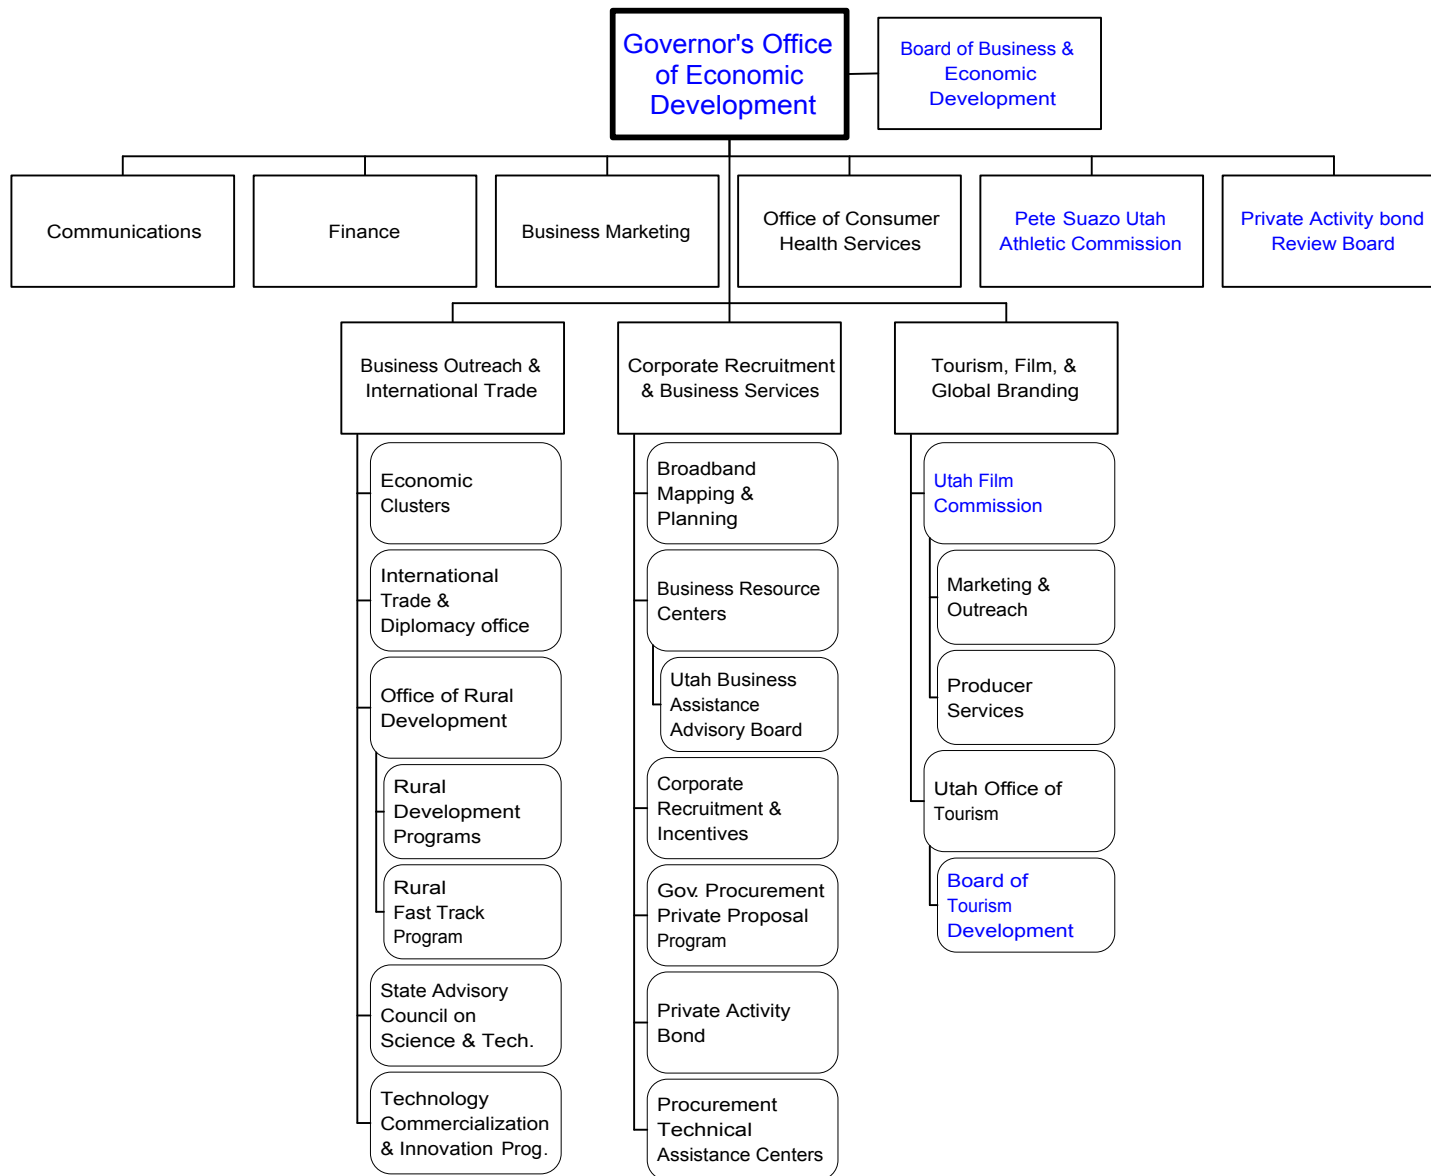 Governor's Office
of Economic
Development
Board of Business &
Economic
Development
Communications
Finance
Business Marketing
Office of Consumer
Health Services
Pete Suazo Utah
Athletic Commission
Private Activity bond
Review Board
Business Outreach &
International Trade
Corporate Recruitment
& Business Services
Tourism, Film, &
Global Branding
Economic
Clusters
International
Trade &
Diplomacy office
Office of Rural
Development
Rural
Development
Programs
Rural
Fast Track
Program
State Advisory
Council on
Science & Tech.
Technology
Commercialization
& Innovation Prog.
Broadband
Mapping &
Planning
Business Resource
Centers
Utah Business
Assistance
Advisory Board
Corporate
Recruitment &
Incentives
Gov. Procurement
Private Proposal
Program
Private Activity
Bond
Procurement
Technical
Assistance Centers
Utah Film
Commission
Marketing &
Outreach
Producer
Services
Utah Office of
Tourism
Board of
Tourism
Development